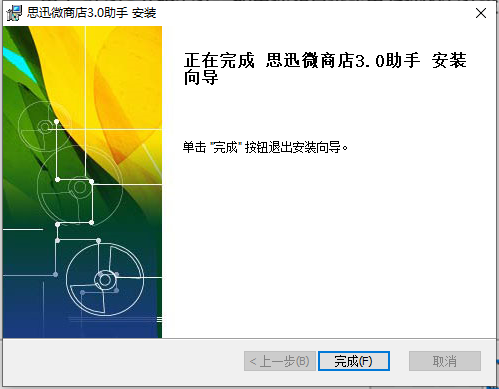 思迅微商店3.0助手 安装
正在完成 思迅微商店3.0助手 安装
向导
单击 "完成" 按钮退出安装向导。
< 上一步(B)
完成(F)
取消